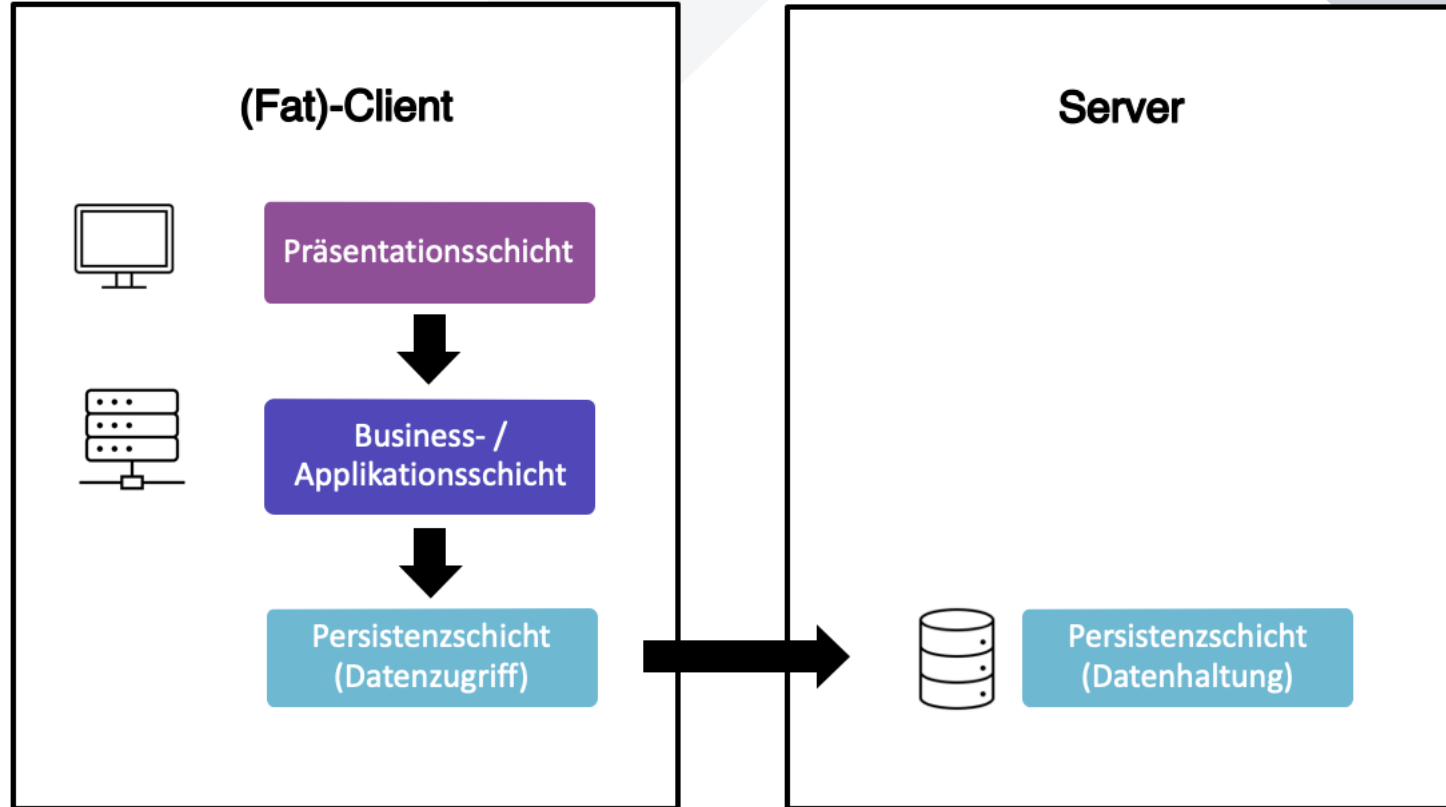 (Fat)-Client
Präsentationsschicht
Business- /
Applikationsschicht
Persistenzschicht
(Datenzugriff)
Server
Persistenzschicht
(Datenhaltung)